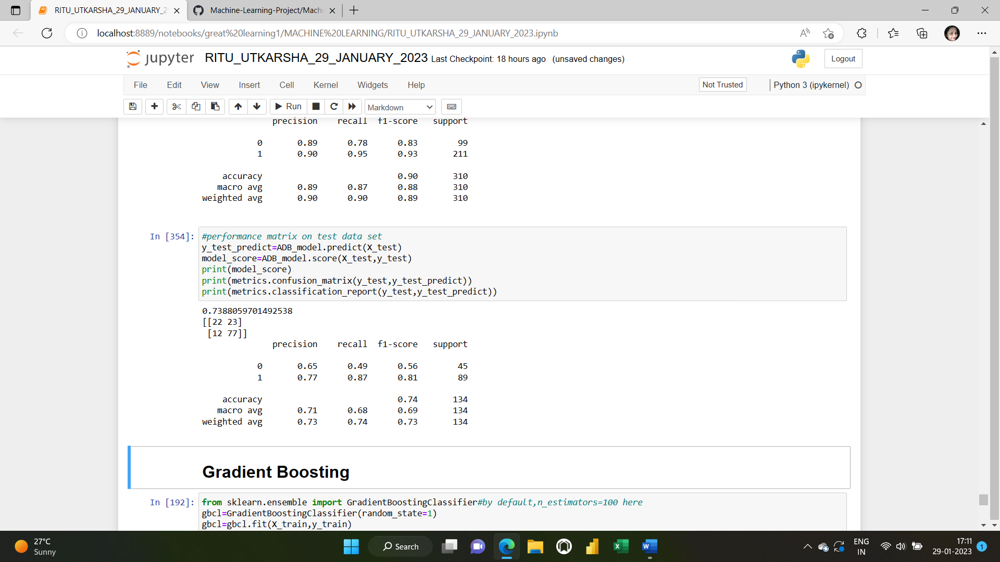 RITU_UTKARSHA_29_JANUARY_2
Machine-Learning-Project/Machi
localhost:8889/notebooks/great%20learning1/MACHINE%20LEARNING/RITU_UTKARSHA_29_JANUARY_2023.ipynb
jupyter RITU_UTKARSHA_29_JANUARY_2023 Last Checkpoint: 18 hours ago (unsaved changes)
Logout
File Edit View Insert Cell Kernel Widgets Help
Not Trusted
Python 3 (ipykernel)
Run
Markdown
precision recall f1-score support
0 0.89 0.78 0.83 99
1 0.90 0.95 0.93 211
accuracy 0.90 310
macro avg 0.89 0.87 0.88 310
weighted avg 0.90 0.90 0.89 310
In [354]: #performance matrix on test data set
y_test_predict=ADB_model.predict(X_test)
model_score=ADB_model.score(X_test,y_test)
print(model_score)
print(metrics.confusion_matrix(y_test,y_test_predict))
print(metrics.classification_report(y_test,y_test_predict))
0.7388059701492538
[[22 23]
[12 77]]
precision recall f1-score support
0 0.65 0.49 0.56 45
1 0.77 0.87 0.81 89
accuracy 0.74 134
macro avg 0.71 0.68 0.69 134
weighted avg 0.73 0.74 0.73 134
Gradient Boosting
In [192]: from sklearn.ensemble import GradientBoostingClassifier#by default,n_estimators=100 here
gbcl=GradientBoostingClassifier(random_state=1)
gbcl=gbcl.fit(X_train,y_train)
27°C
Sunny
Search
ENG
IN
17:11
29-01-2023
1